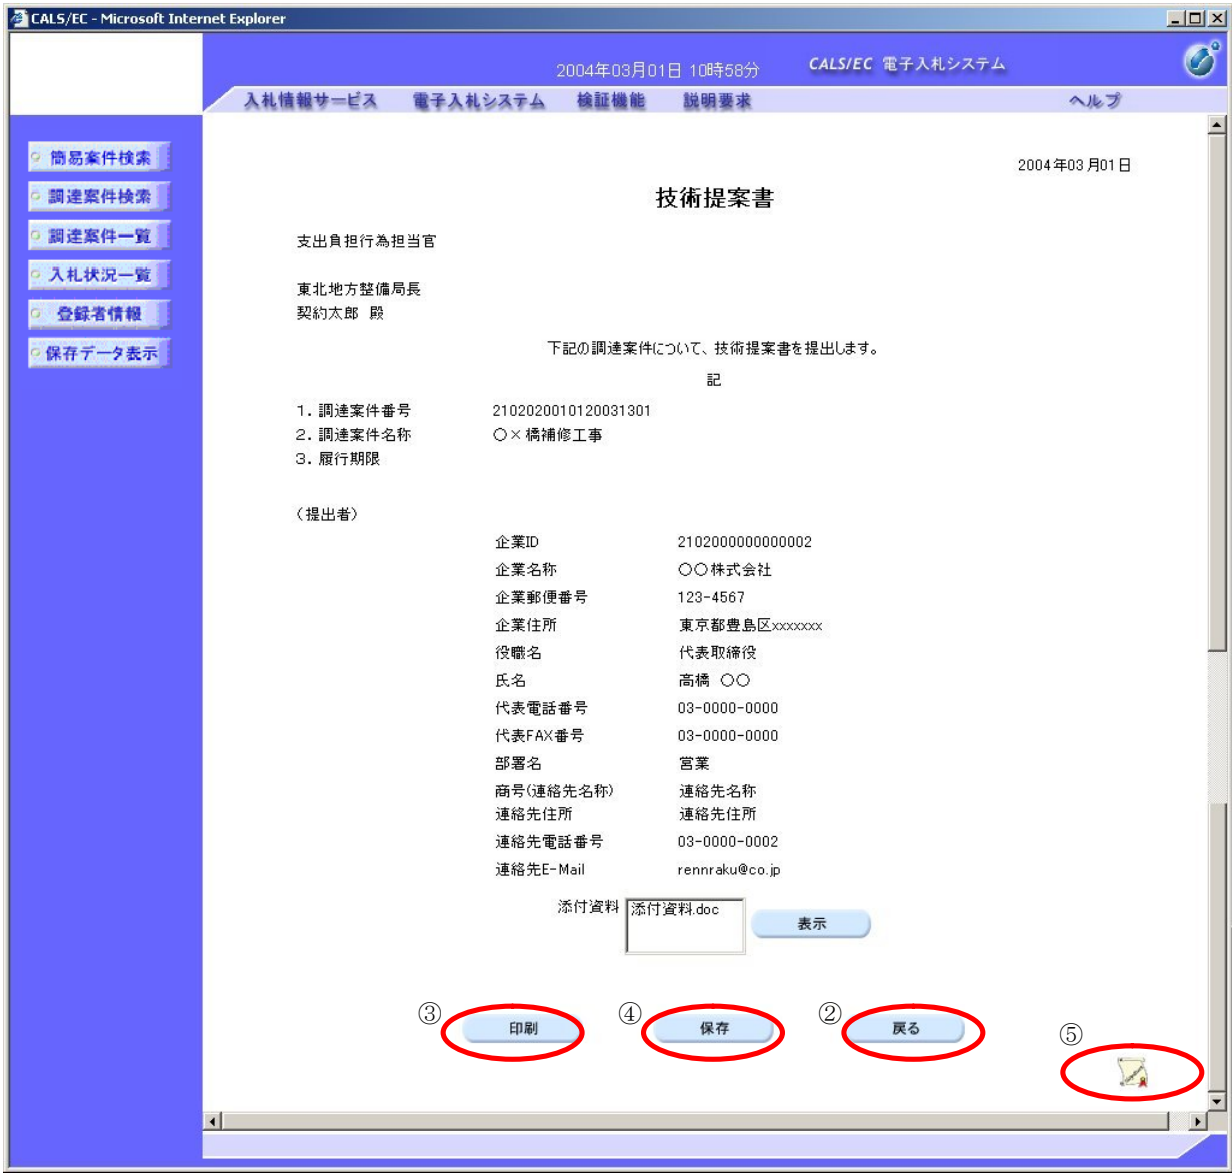 CALS/EC - Microsoft Internet Explorer
2004年03月01日 10時58分
CALS/EC 電子入札システム
入札情報サービス 電子入札システム 検証機能 説明要求 ヘルプ
簡易案件検索
調達案件検索
調達案件一覧
入札状況一覧
登録者情報
保存データ表示
2004年03月01日
技術提案書
支出負担行為担当官
東北地方整備局長
契約太郎 殿
下記の調達案件について、技術提案書を提出します。
記
1．調達案件番号 2102020010120031301
2．調達案件名称 ○×橋補修工事
3．履行期限
（提出者）
企業ID 2102000000000002
企業名称 ○○株式会社
企業郵便番号 123-4567
企業住所 東京都豊島区xxxxxxx
役職名 代表取締役
氏名 高橋 ○○
代表電話番号 03-0000-0000
代表FAX番号 03-0000-0000
部署名 営業
商号(連絡先名称) 連絡先名称
連絡先住所 連絡先住所
連絡先電話番号 03-0000-0002
連絡先E-Mail rennraku@co.jp
添付資料 添付資料.doc 表示
③ 印刷 ④ 保存 ② 戻る
⑤